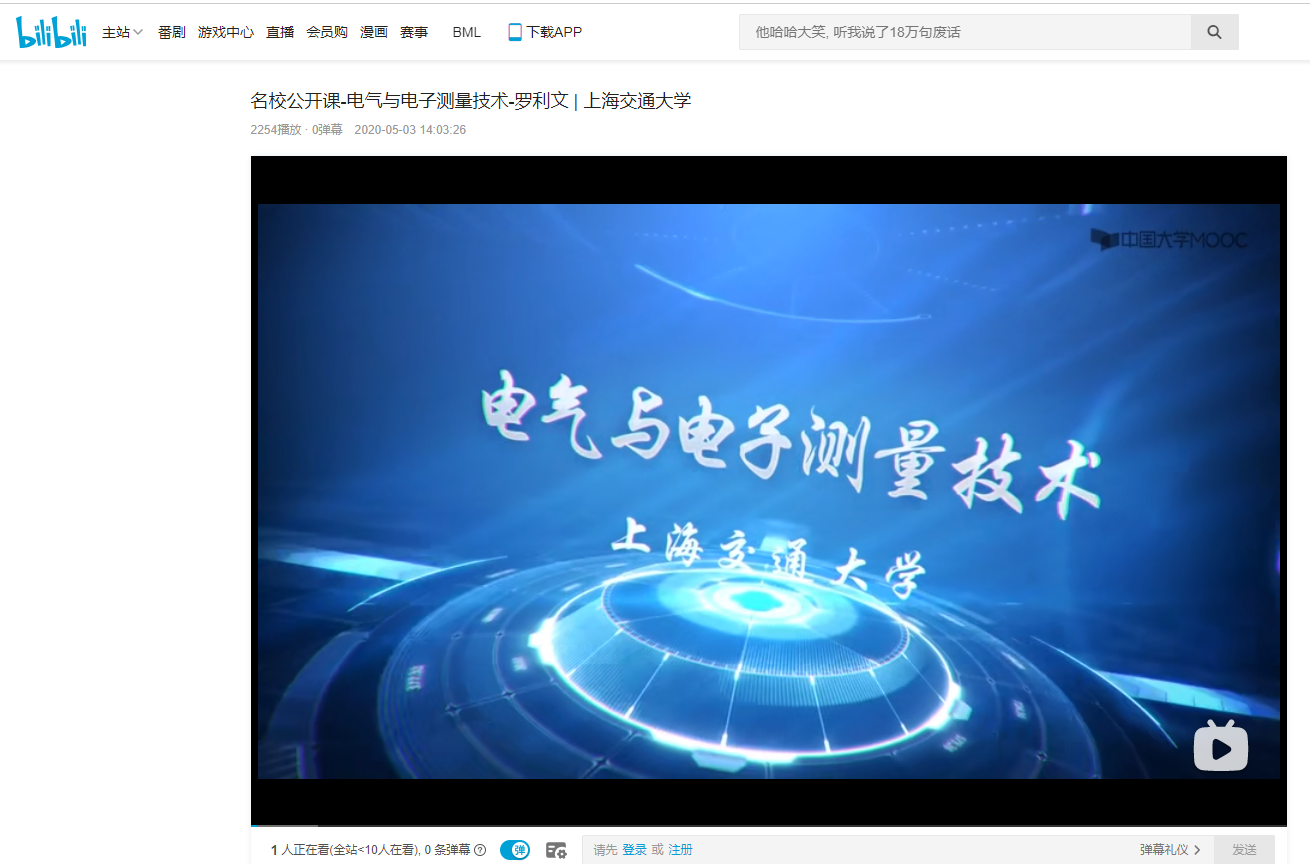 bilibili 主站 番剧 游戏中心 直播 会员购 漫画 赛事 BML 下载APP 他哈哈大笑, 听我说了18万句废话
名校公开课-电气与电子测量技术-罗利文 | 上海交通大学
2254播放 · 0弹幕 2020-05-03 14:03:26
中国大学MOOC
电气与电子测量技术
上海交通大学
1 人正在看(全站<10人在看), 0 条弹幕 弹 请先 登录 或 注册 弹幕礼仪 发送